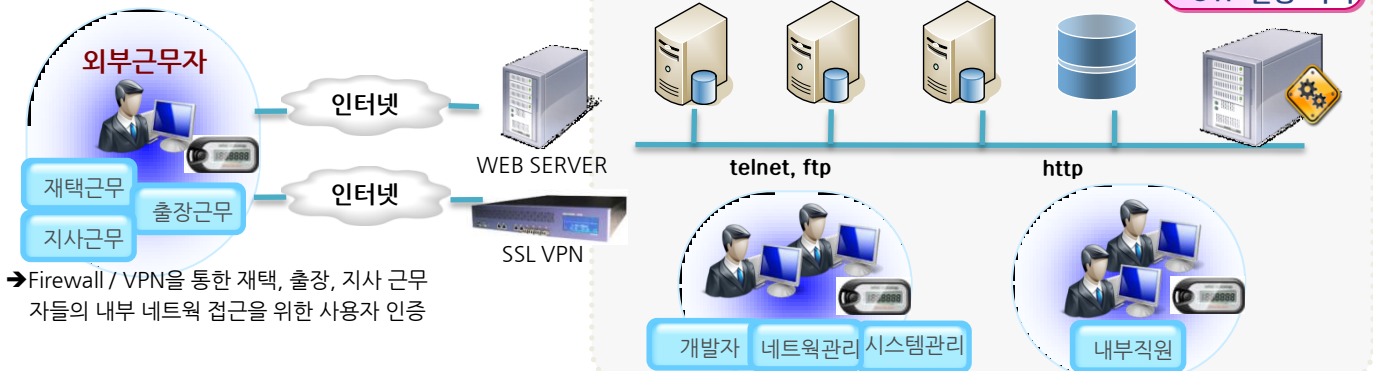 외부근무자
인터넷
WEB SERVER
인터넷
재택근무
출장근무
지사근무
SSL VPN
➔Firewall / VPN을 통한 재택, 출장, 지사 근무
자들의 내부 네트웍 접근을 위한 사용자 인증
telnet, ftp
http
개발자
네트웍관리
시스템관리
내부직원